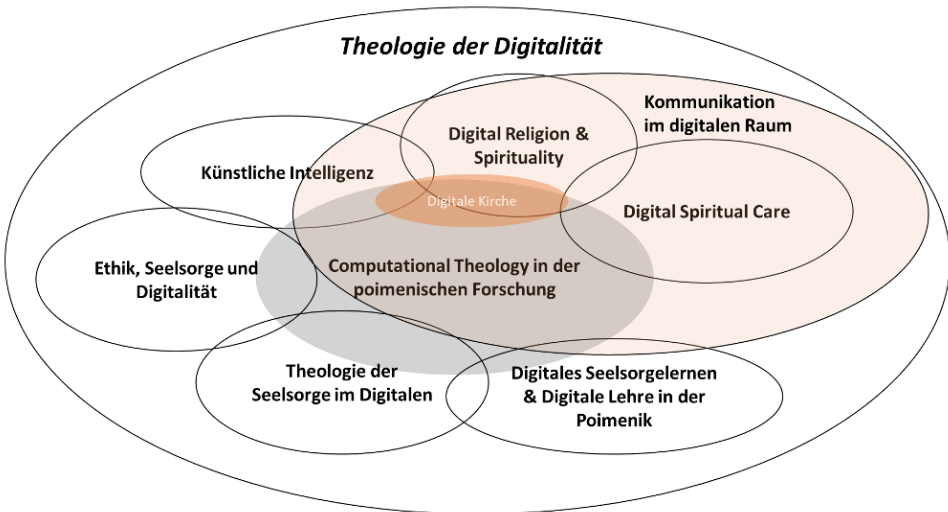 Theologie der Digitalität
Kommunikation
im digitalen Raum
Digital Religion &
Spirituality
Künstliche Intelligenz
Digitale Kirche
Digital Spiritual Care
Ethik, Seelsorge und
Digitalität
Computational Theology in der
poimenischen Forschung
Theologie der
Seelsorge im Digitalen
Digitales Seelsorgelernen
& Digitale Lehre in der
Poimenik